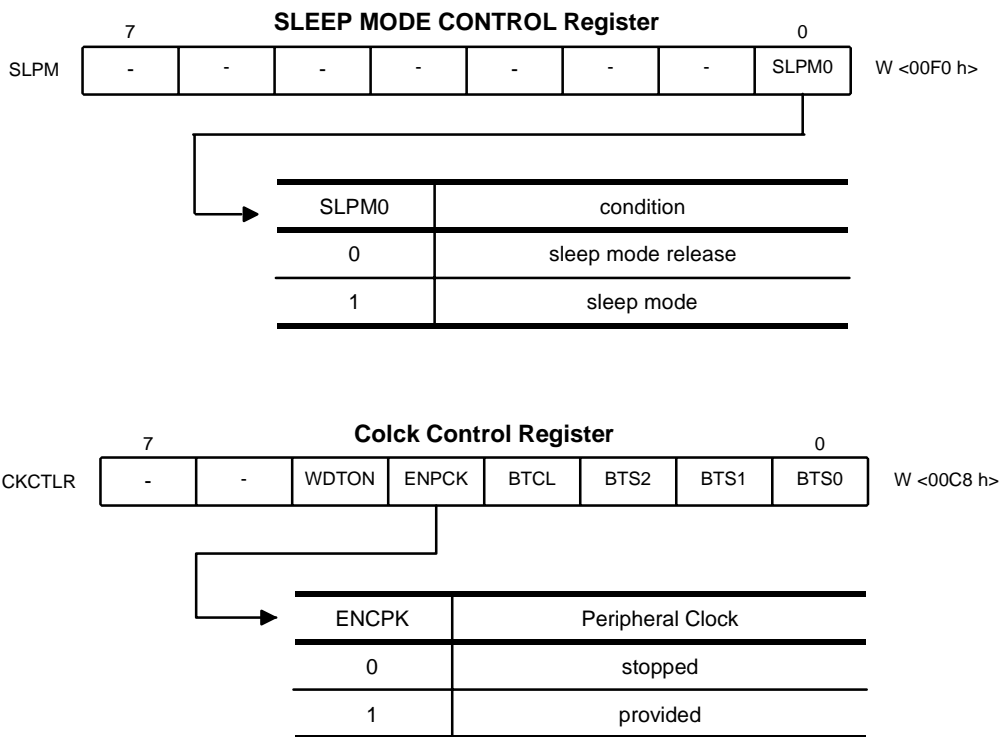 SLEEP MODE CONTROL Register
7 0
SLPM - - - - - - - SLPM0 W <00F0 h>
SLPM0 condition
0 sleep mode release
1 sleep mode
Colck Control Register
7 0
CKCTLR - - WDTON ENPCK BTCL BTS2 BTS1 BTS0 W <00C8 h>
ENCPK Peripheral Clock
0 stopped
1 provided